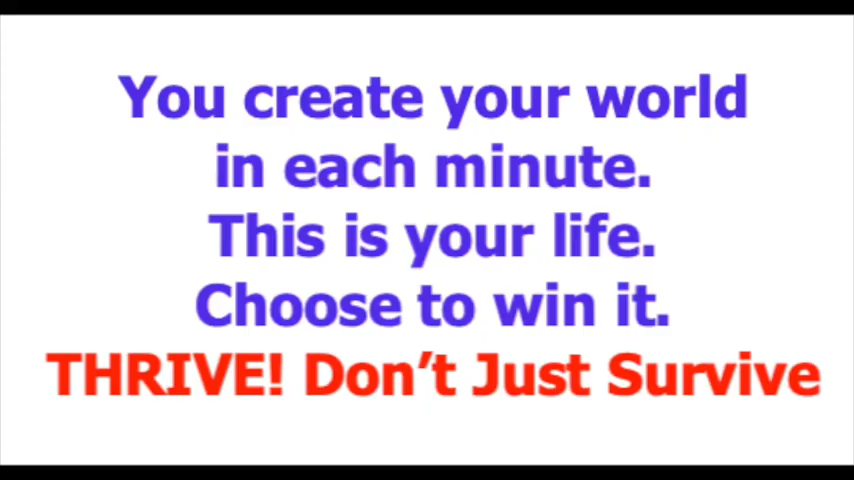 You create your world
in each minute.
This is your life.
Choose to win it.
THRIVE! Don’t Just Survive